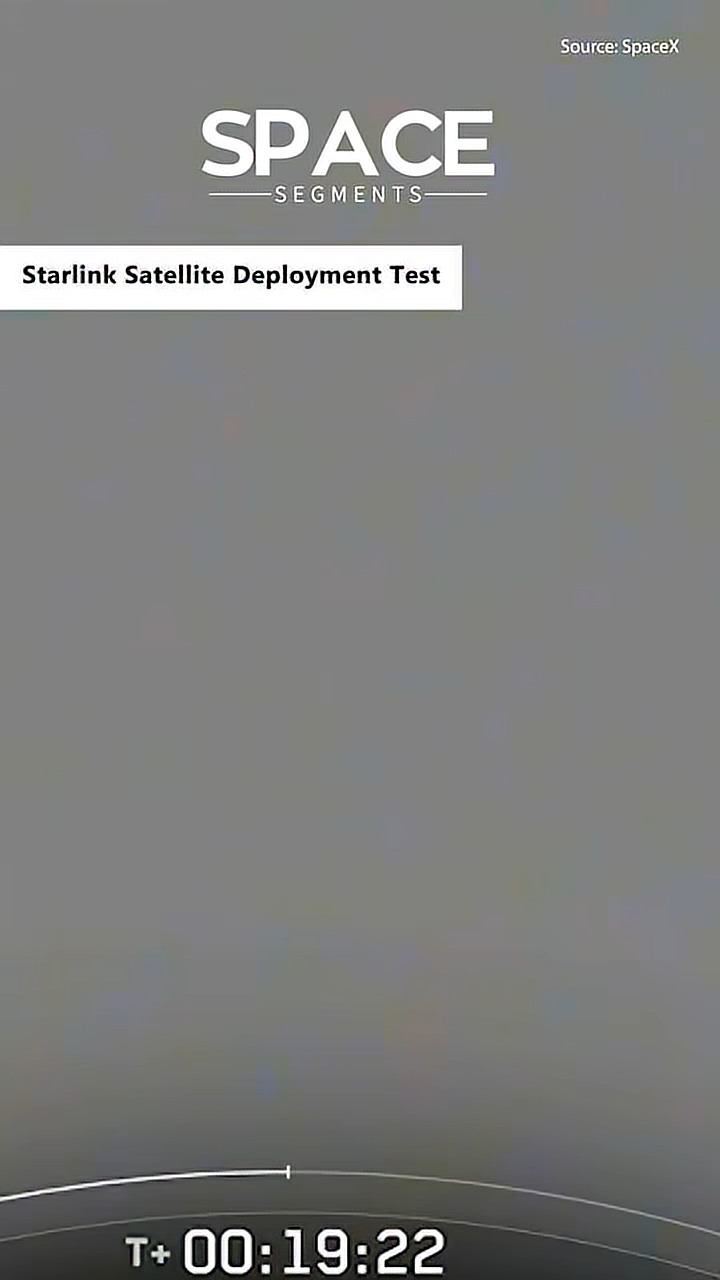 Source: SpaceX
SPACE
SEGMENTS
Starlink Satellite Deployment Test
T+ 00:19:22